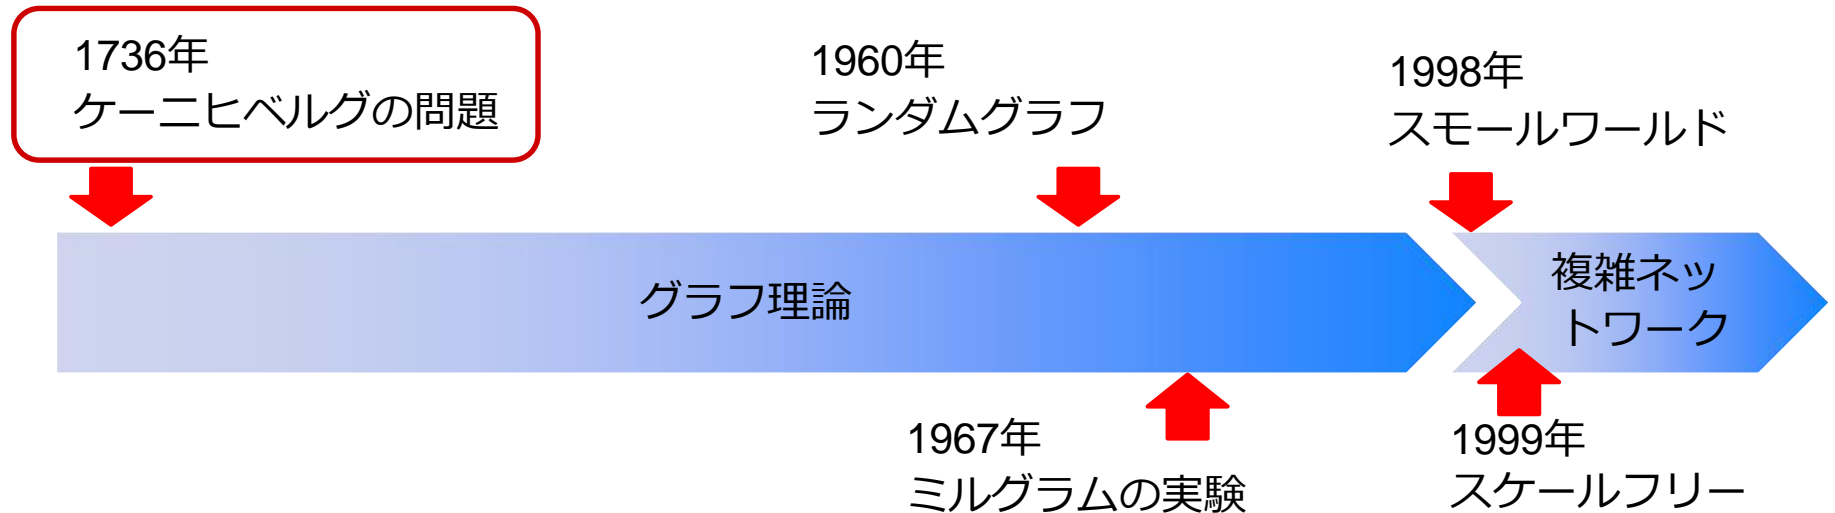 1736年
ケーニヒベルグの問題
1960年
ランダムグラフ
1998年
スモールワールド
グラフ理論
複雑ネッ
トワーク
1967年
ミルグラムの実験
1999年
スケールフリー